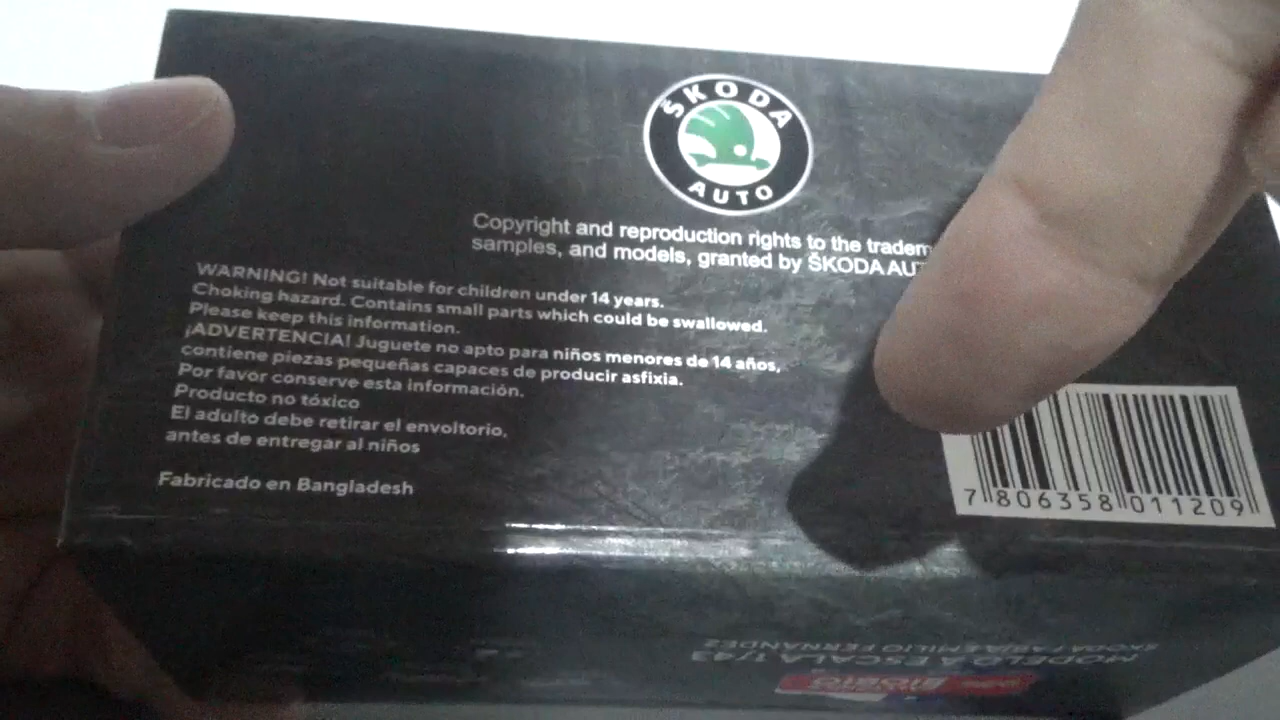 ŠKODA
AUTO
Copyright and reproduction rights to the
samples, and models, granted by ŠKODA
WARNING! Not suitable for children under 14 years.
Choking hazard. Contains small parts which could be swallowed.
Please keep this information.
¡ADVERTENCIA! Juguete no apto para niños menores de 14 años,
contiene piezas pequeñas capaces de producir asfixia.
Por favor conserve esta información.
Producto no tóxico
El adulto debe retirar el envoltorio,
antes de entregar al niños
Fabricado en Bangladesh
7 806358 011209
MODELO A ESCALA 1/43
SKODA FABIA EMILIO FERNANDEZ